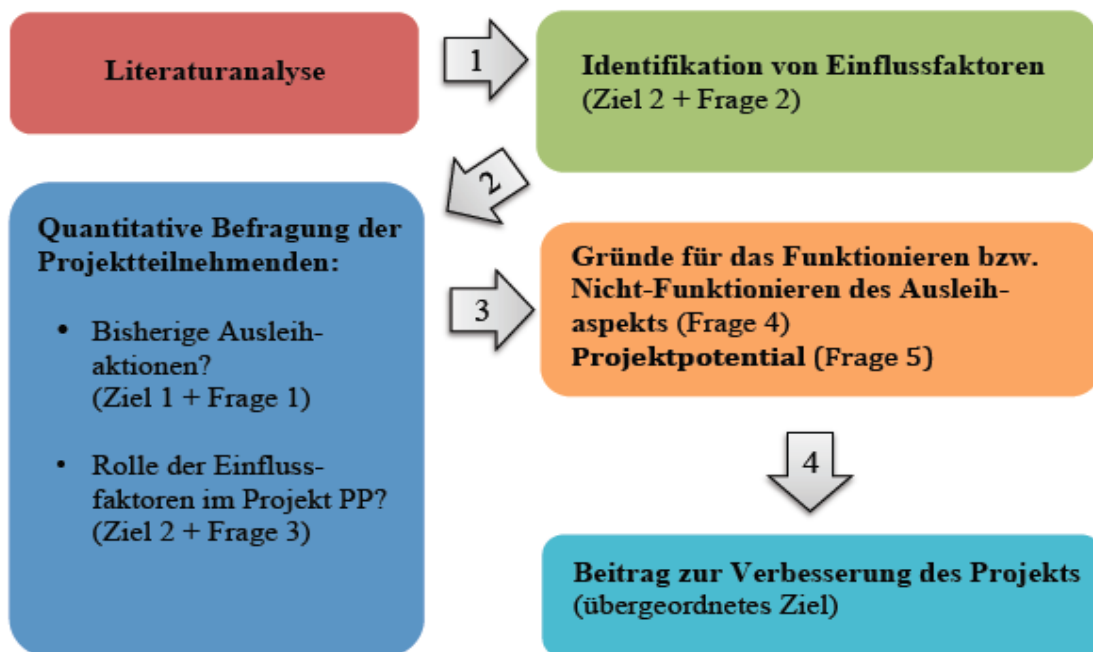 Literaturanalyse
1
Identifikation von Einflussfaktoren
(Ziel 2 + Frage 2)
2
Quantitative Befragung der
Projektteilnehmenden:
• Bisherige Ausleih-
aktionen?
(Ziel 1 + Frage 1)
• Rolle der Einfluss-
faktoren im Projekt PP?
(Ziel 2 + Frage 3)
3
Gründe für das Funktionieren bzw.
Nicht-Funktionieren des Ausleih-
aspekts (Frage 4)
Projektpotential (Frage 5)
4
Beitrag zur Verbesserung des Projekts
(übergeordnetes Ziel)